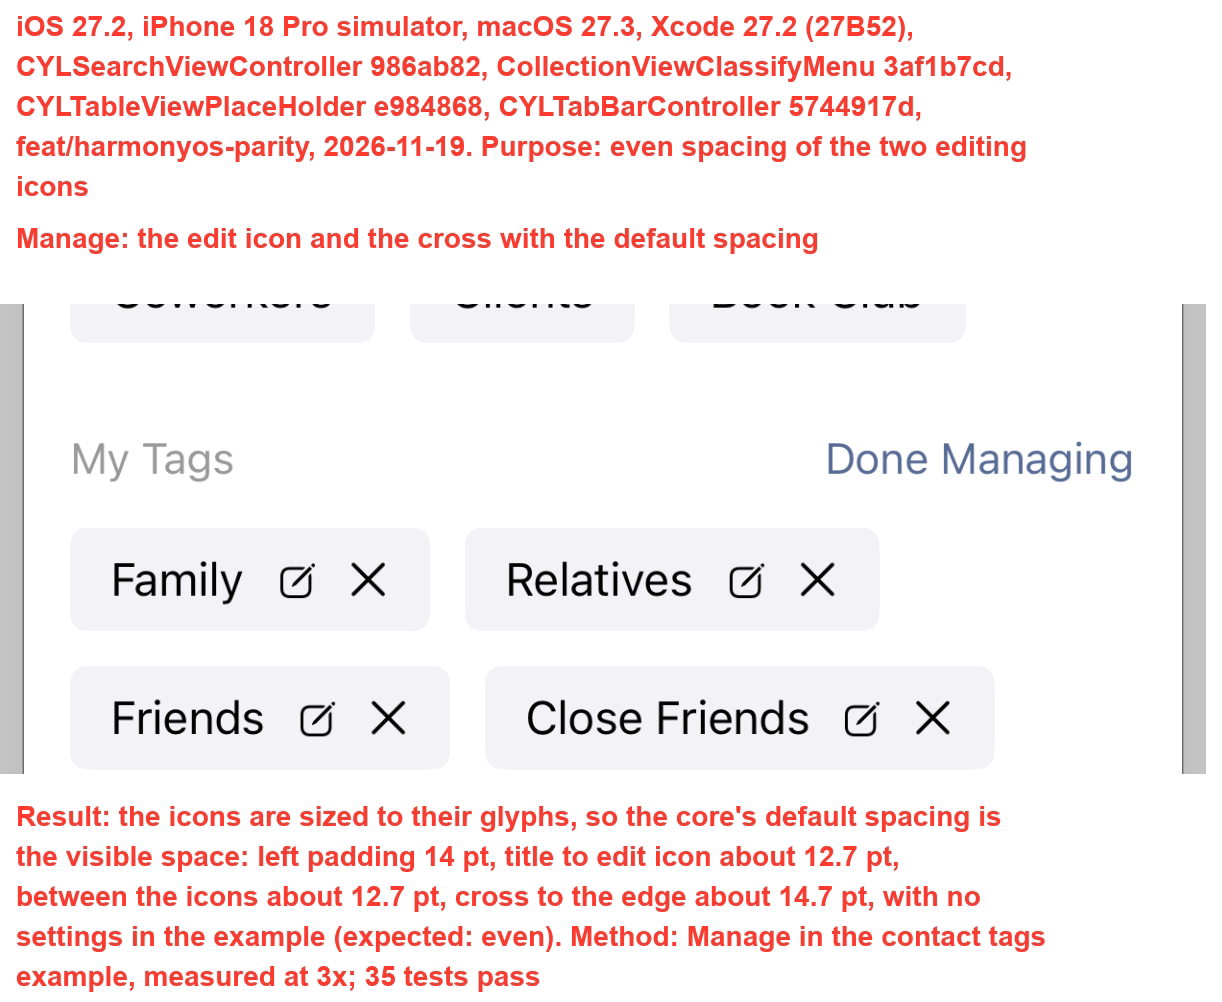 iOS 27.2, iPhone 18 Pro simulator, macOS 27.3, Xcode 27.2 (27B52),
CYLSearchViewController 986ab82, CollectionViewClassifyMenu 3af1b7cd,
CYLTableViewPlaceHolder e984868, CYLTabBarController 5744917d,
feat/harmonyos-parity, 2026-11-19. Purpose: even spacing of the two editing
icons
Manage: the edit icon and the cross with the default spacing
Coworkers Clients Book Club
My Tags Done Managing
Family Relatives
Friends Close Friends
Result: the icons are sized to their glyphs, so the core's default spacing is
the visible space: left padding 14 pt, title to edit icon about 12.7 pt,
between the icons about 12.7 pt, cross to the edge about 14.7 pt, with no
settings in the example (expected: even). Method: Manage in the contact tags
example, measured at 3x; 35 tests pass